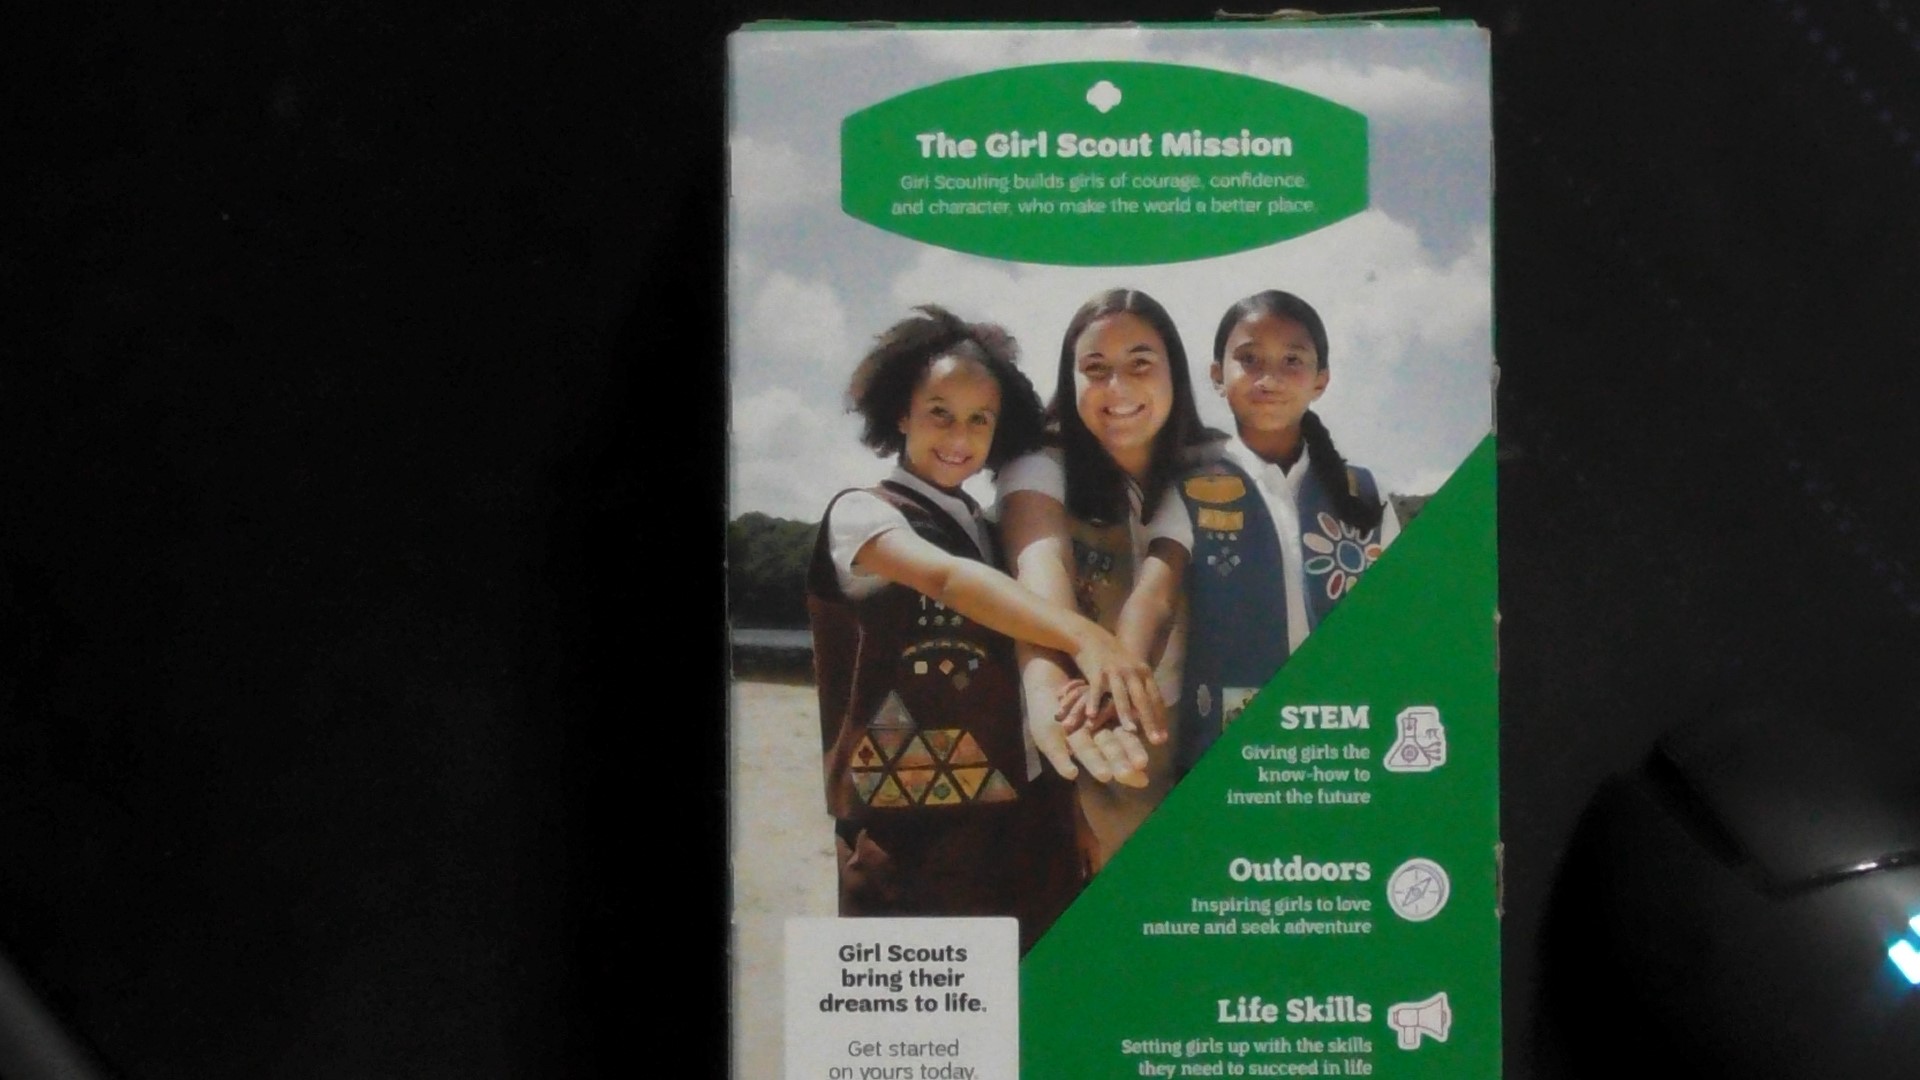 The Girl Scout Mission
Girl Scouting builds girls of courage, confidence,
and character, who make the world a better place.
STEM
Giving girls the
know-how to
invent the future
Outdoors
Inspiring girls to love
nature and seek adventure
Life Skills
Setting girls up with the skills
they need to succeed in life
Girl Scouts
bring their
dreams to life.
Get started
on yours today.